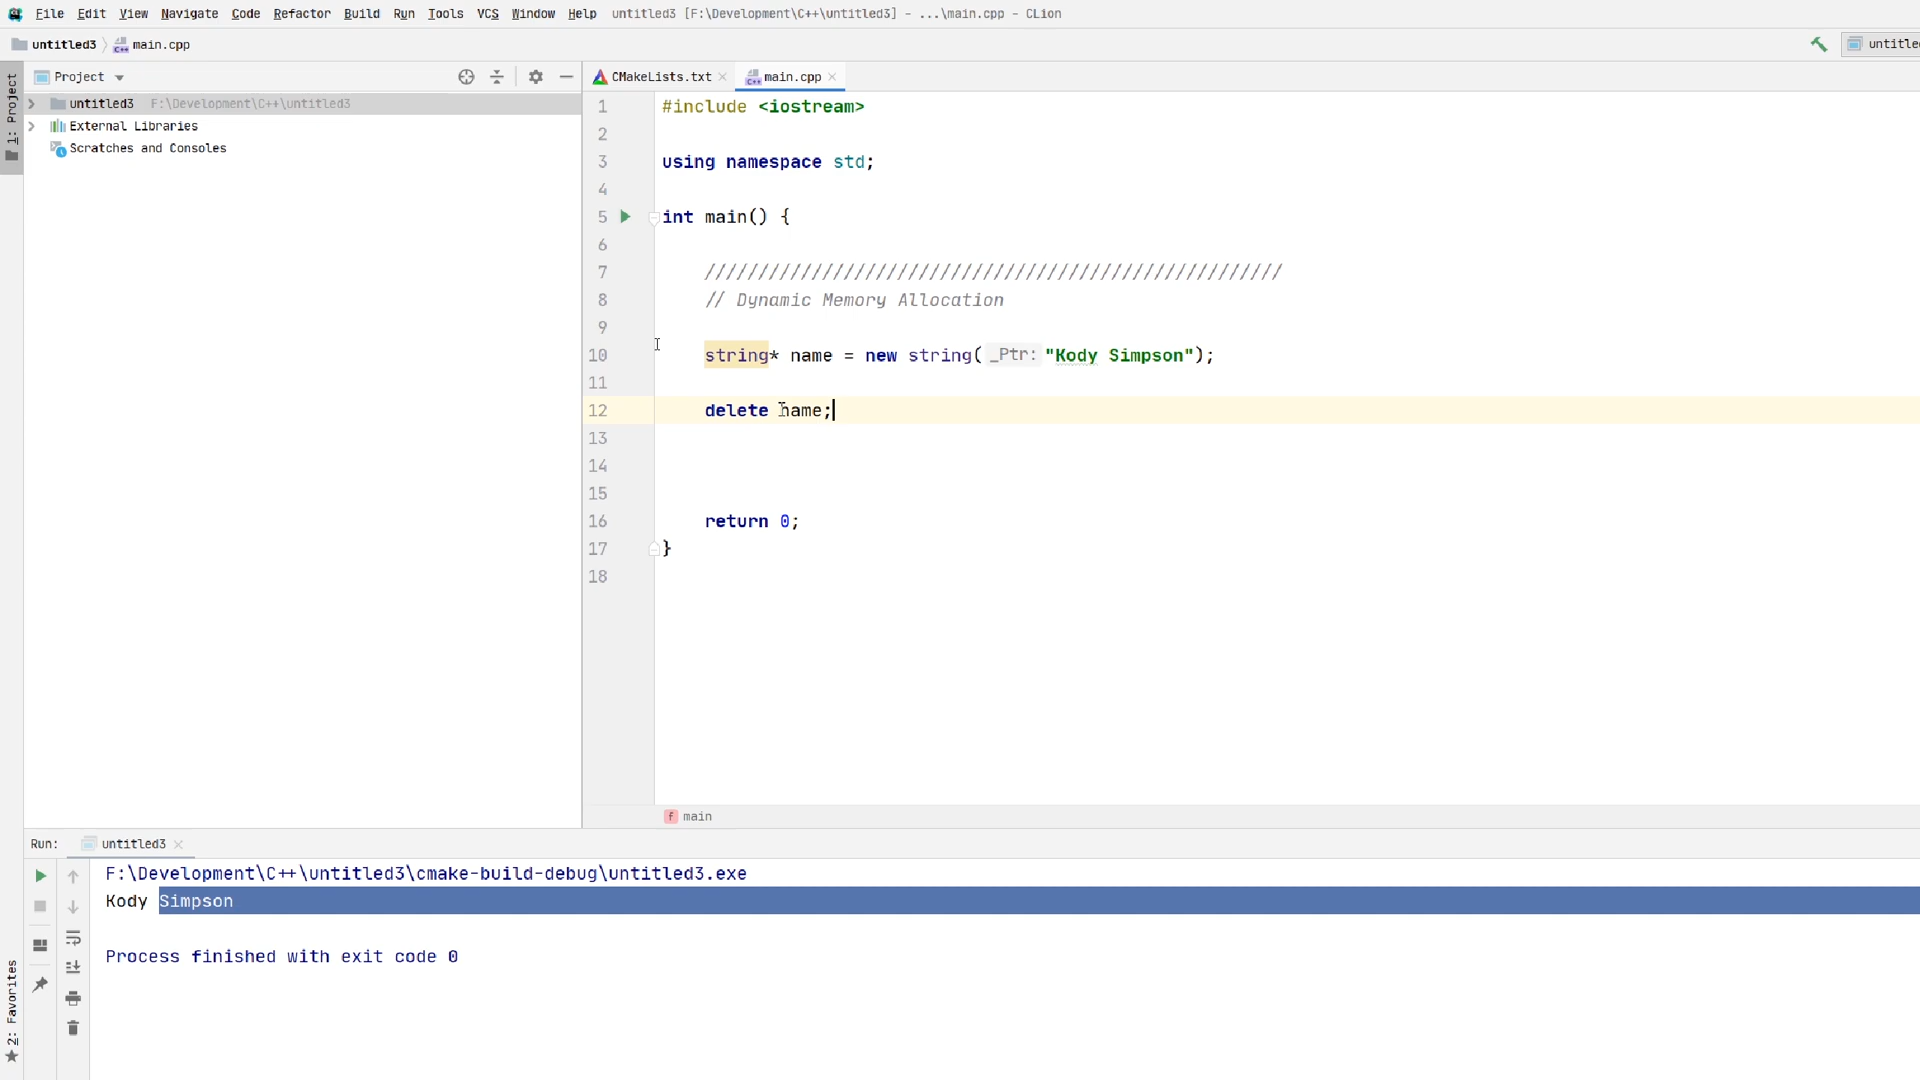 File Edit View Navigate Code Refactor Build Run Tools VCS Window Help untitled3 [F:\Development\C++\untitled3] - ...\main.cpp - CLion
untitled3 main.cpp
Project
CMakeLists.txt main.cpp
1: Project
untitled3 F:\Development\C++\untitled3
External Libraries
Scratches and Consoles
1 #include <iostream>
2
3 using namespace std;
4
5 int main() {
6
7 //////////////////////////////////////////////////////
8 // Dynamic Memory Allocation
9
10 string* name = new string( _Ptr: "Kody Simpson");
11
12 delete name;
13
14
15
16 return 0;
17 }
18
f main
Run: untitled3
F:\Development\C++\untitled3\cmake-build-debug\untitled3.exe
Kody Simpson
Process finished with exit code 0
2: Favorites